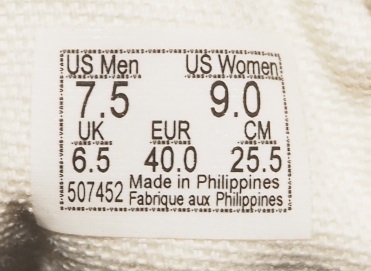 US Men US Women
7.5 9.0
UK EUR CM
6.5 40.0 25.5
507452 Made in Philippines
Fabrique aux Philippines